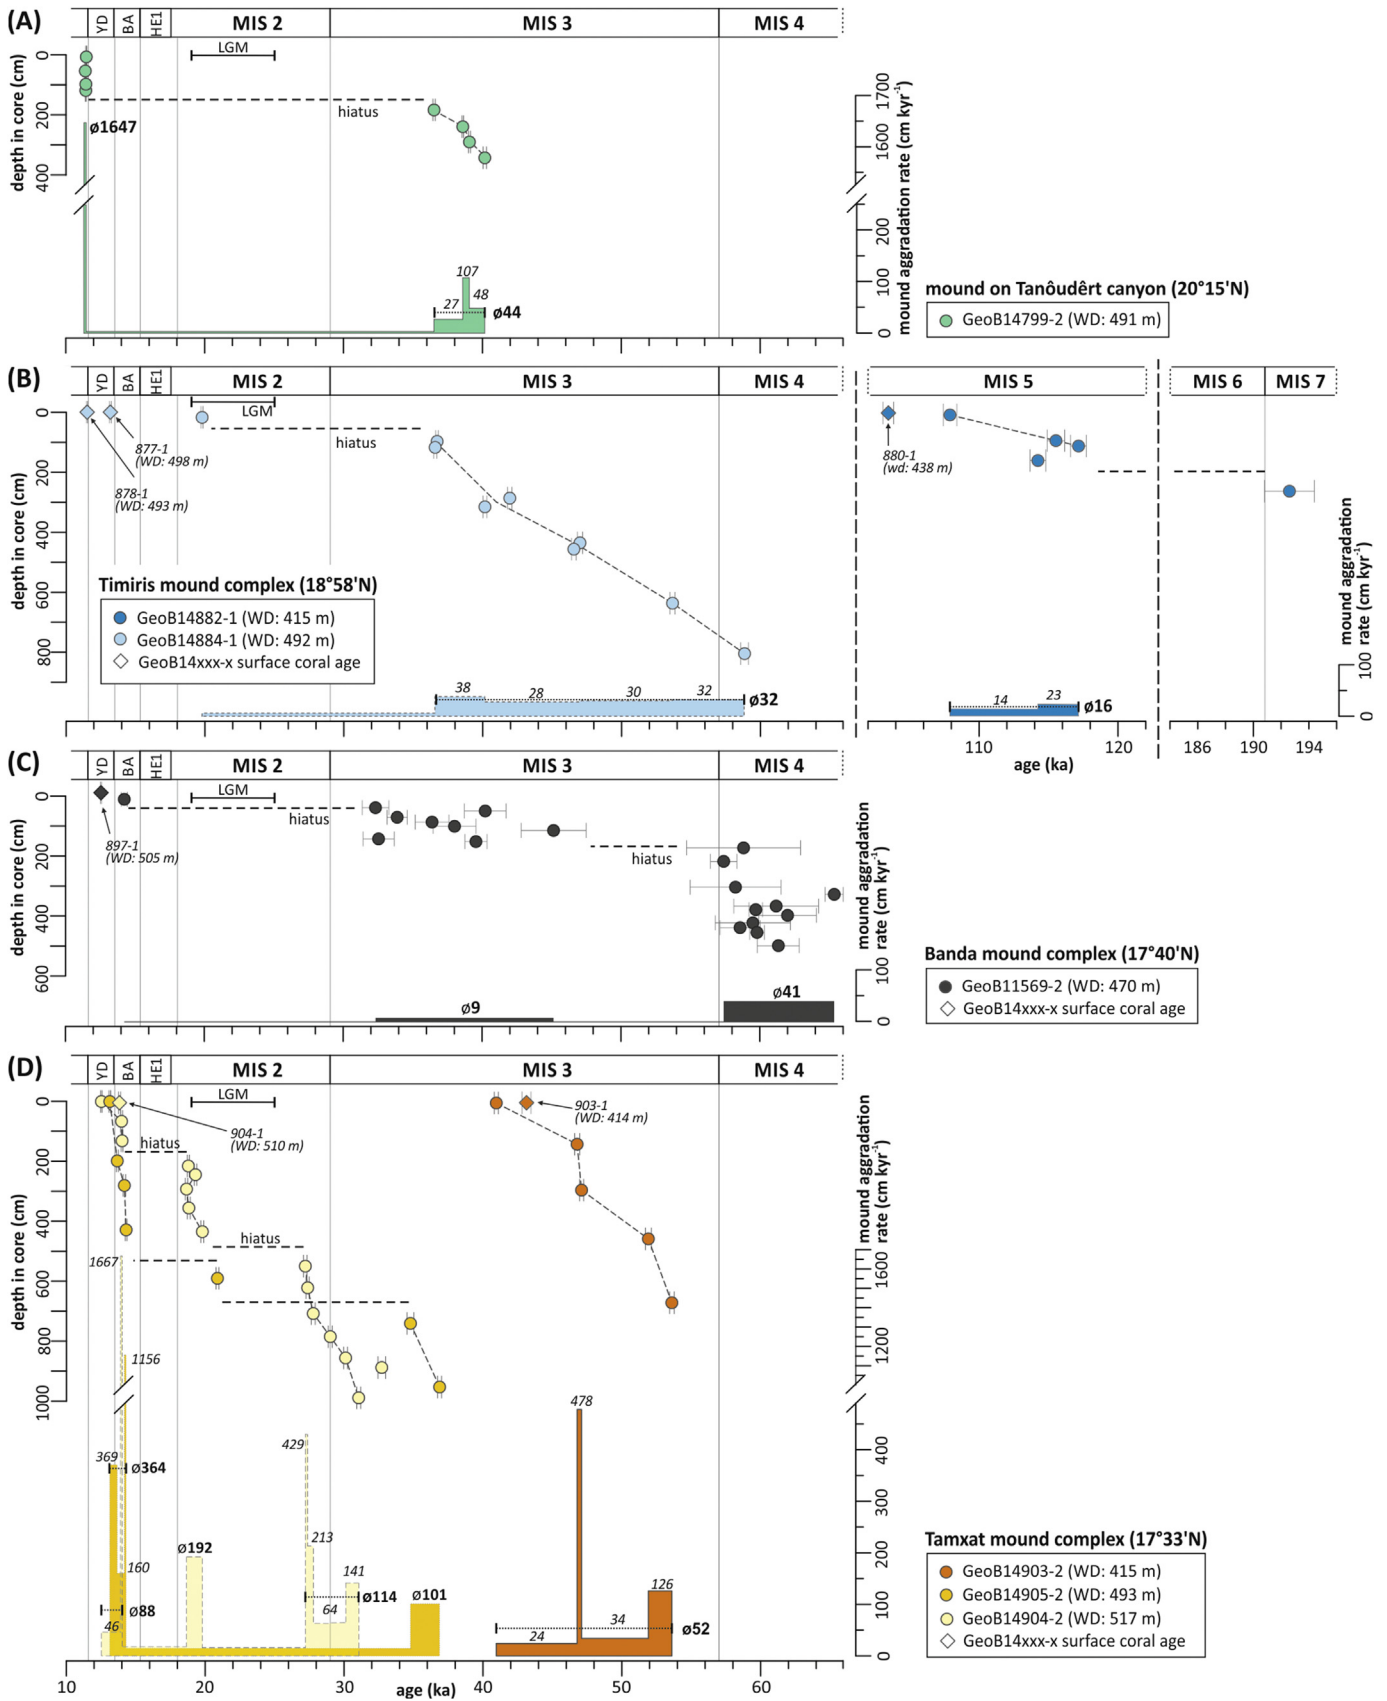 (A)
YD
BA
HE1
MIS 2
MIS 3
MIS 4
LGM
hiatus
ø1647
27
107
48
ø44
depth in core (cm)
0
200
400
mound aggradation rate (cm kyr⁻¹)
1700
1600
200
100
0
mound on Tanôudêrt canyon (20°15'N)
GeoB14799-2 (WD: 491 m)
(B)
YD
BA
HE1
MIS 2
MIS 3
MIS 4
MIS 5
MIS 6
MIS 7
LGM
hiatus
877-1
(WD: 498 m)
878-1
(WD: 493 m)
880-1
(wd: 438 m)
depth in core (cm)
0
200
400
600
800
Timiris mound complex (18°58'N)
GeoB14882-1 (WD: 415 m)
GeoB14884-1 (WD: 492 m)
GeoB14xxx-x surface coral age
38
28
30
32
ø32
14
23
ø16
mound aggradation
rate (cm kyr⁻¹)
100
0
110
120
186
190
194
age (ka)
(C)
YD
BA
HE1
MIS 2
MIS 3
MIS 4
LGM
hiatus
hiatus
897-1
(WD: 505 m)
depth in core (cm)
0
200
400
600
ø9
ø41
mound aggradation
rate (cm kyr⁻¹)
100
0
Banda mound complex (17°40'N)
GeoB11569-2 (WD: 470 m)
GeoB14xxx-x surface coral age
(D)
YD
BA
HE1
MIS 2
MIS 3
MIS 4
LGM
904-1
(WD: 510 m)
903-1
(WD: 414 m)
hiatus
hiatus
depth in core (cm)
0
200
400
600
800
1000
1667
1156
369
ø364
160
ø88
46
ø192
429
213
64
141
ø114
ø101
478
24
34
126
ø52
mound aggradation
rate (cm kyr⁻¹)
1600
1200
400
300
200
100
0
Tamxat mound complex (17°33'N)
GeoB14903-2 (WD: 415 m)
GeoB14905-2 (WD: 493 m)
GeoB14904-2 (WD: 517 m)
GeoB14xxx-x surface coral age
10
20
30
40
50
60
age (ka)